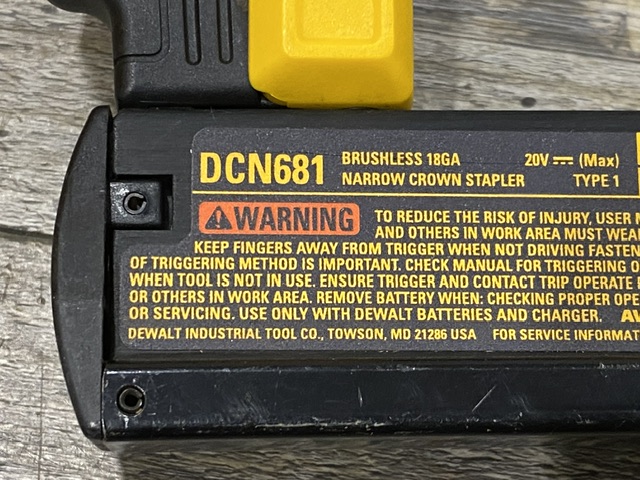 DCN681
BRUSHLESS 18GA
20V ⎓ (Max)
NARROW CROWN STAPLER
TYPE 1
WARNING
TO REDUCE THE RISK OF INJURY, USER
AND OTHERS IN WORK AREA MUST
KEEP FINGERS AWAY FROM TRIGGER WHEN NOT DRIVING
OF TRIGGERING METHOD IS IMPORTANT. CHECK MANUAL FOR TRIGGERING
WHEN TOOL IS NOT IN USE. ENSURE TRIGGER AND CONTACT TRIP OPERATE
OR OTHERS IN WORK AREA. REMOVE BATTERY WHEN: CHECKING PROPER
OR SERVICING. USE ONLY WITH DEWALT BATTERIES AND CHARGER.
DEWALT INDUSTRIAL TOOL CO., TOWSON, MD 21286 USA FOR SERVICE